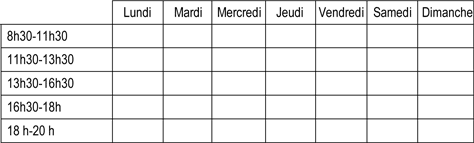 Lundi Mardi Mercredi Jeudi Vendredi Samedi Dimanche
8h30-11h30
11h30-13h30
13h30-16h30
16h30-18h
18 h-20 h